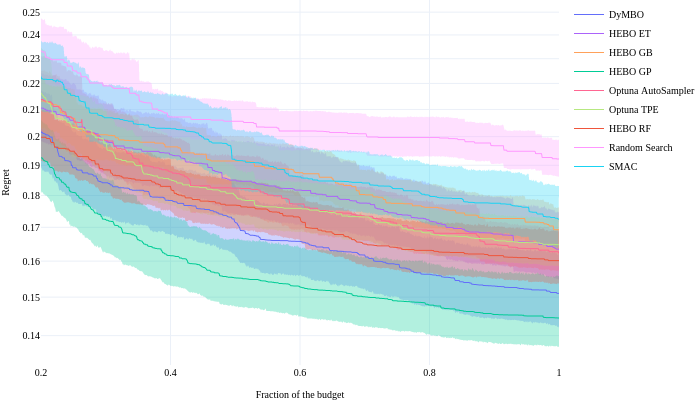 0.25
0.24
0.23
0.22
0.21
0.2
0.19
0.18
0.17
0.16
0.15
0.14
Regret
0.2
0.4
0.6
0.8
1
Fraction of the budget
DyMBO
HEBO ET
HEBO GB
HEBO GP
Optuna AutoSampler
Optuna TPE
HEBO RF
Random Search
SMAC